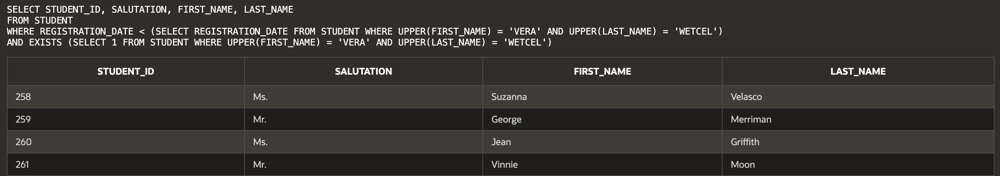 SELECT STUDENT_ID, SALUTATION, FIRST_NAME, LAST_NAME
FROM STUDENT
WHERE REGISTRATION_DATE < (SELECT REGISTRATION_DATE FROM STUDENT WHERE UPPER(FIRST_NAME) = 'VERA' AND UPPER(LAST_NAME) = 'WETCEL')
AND EXISTS (SELECT 1 FROM STUDENT WHERE UPPER(FIRST_NAME) = 'VERA' AND UPPER(LAST_NAME) = 'WETCEL')
STUDENT_ID SALUTATION FIRST_NAME LAST_NAME
258 Ms. Suzanna Velasco
259 Mr. George Merriman
260 Ms. Jean Griffith
261 Mr. Vinnie Moon